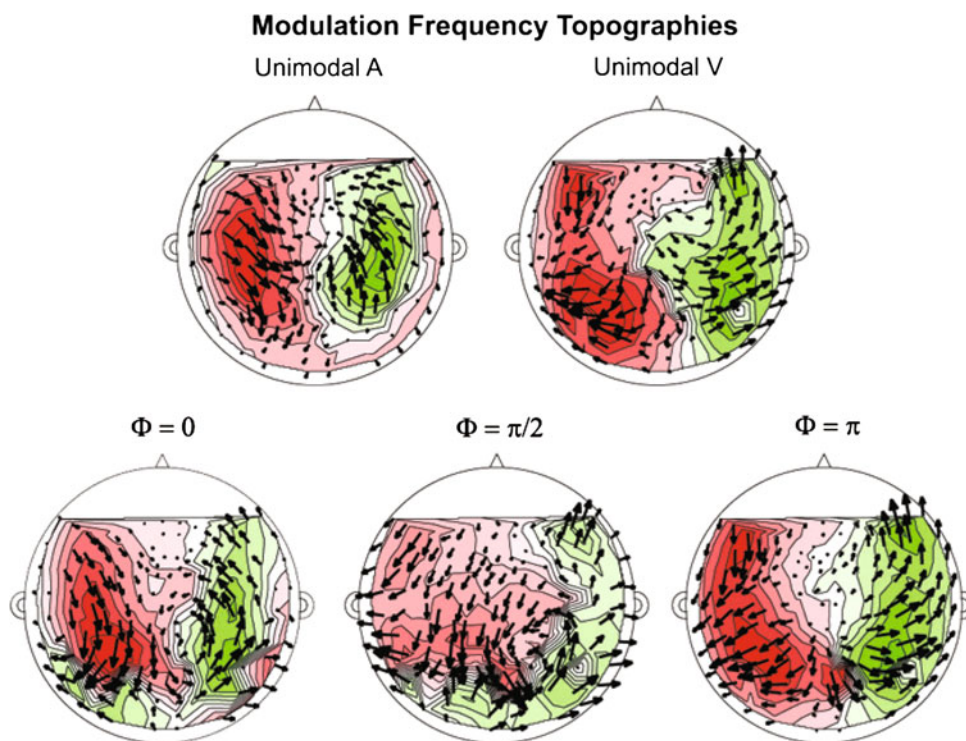 Modulation Frequency Topographies
Unimodal A
Unimodal V
Φ = 0
Φ = π/2
Φ = π